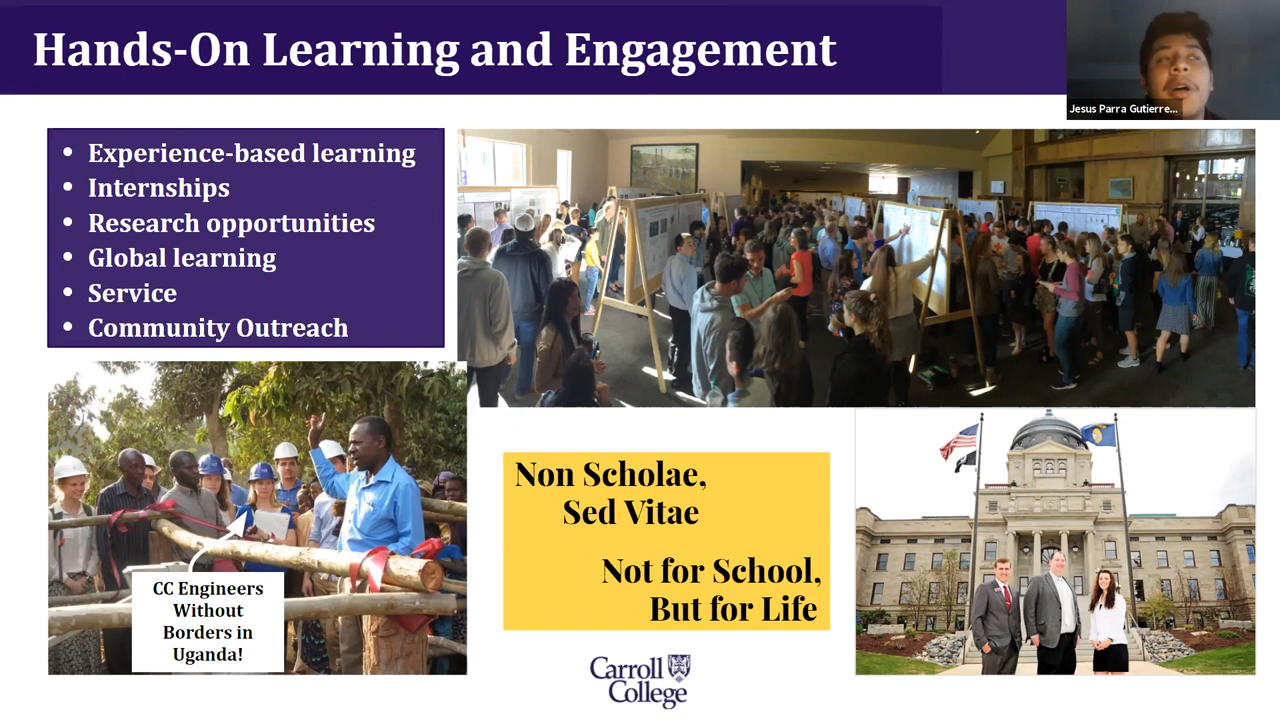 Hands-On Learning and Engagement
Jesus Parra Gutierre...
• Experience-based learning
• Internships
• Research opportunities
• Global learning
• Service
• Community Outreach
CC Engineers
Without
Borders in
Uganda!
Non Scholae,
Sed Vitae
Not for School,
But for Life
Carroll
College